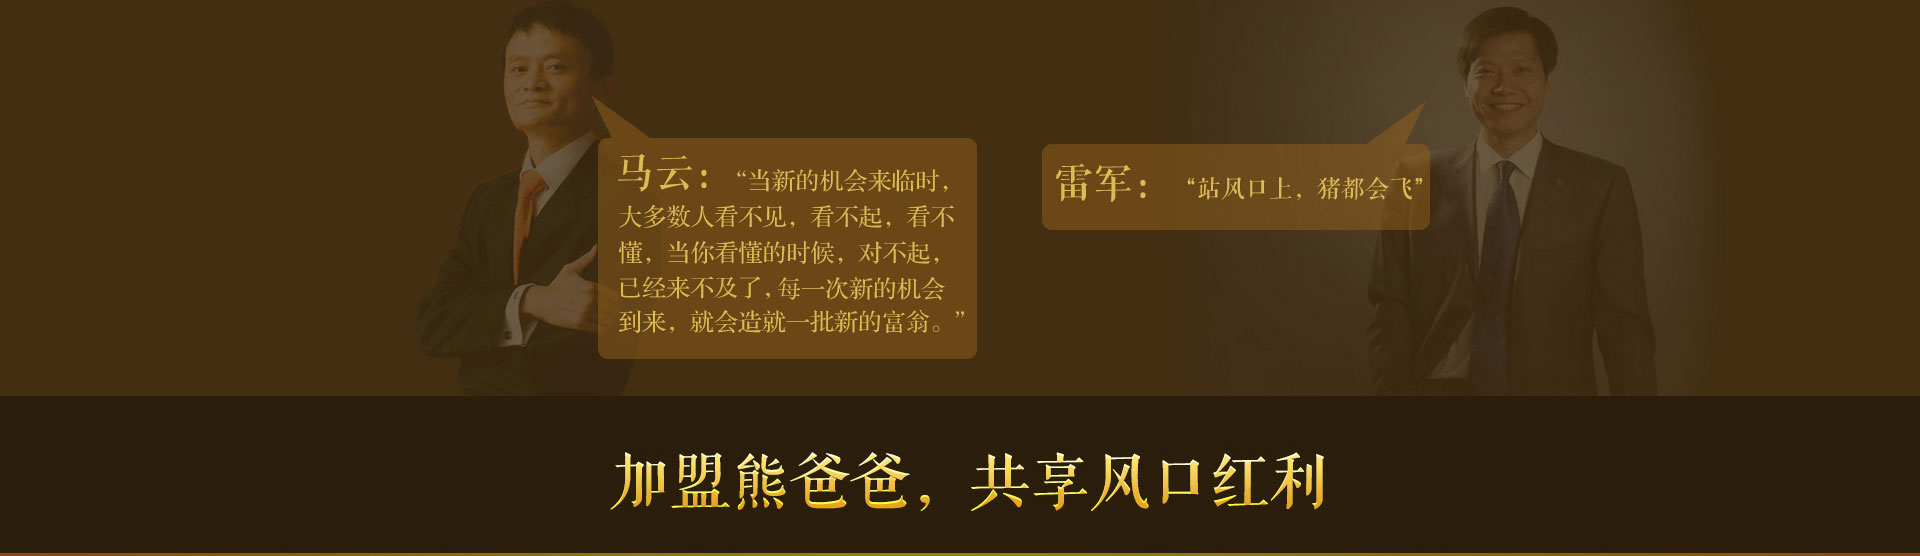 马云：“当新的机会来临时，
大多数人看不见，看不起，看不
懂，当你看懂的时候，对不起，
已经来不及了，每一次新的机会
到来，就会造就一批新的富翁。”
雷军：“站风口上，猪都会飞”
加盟熊爸爸，共享风口红利